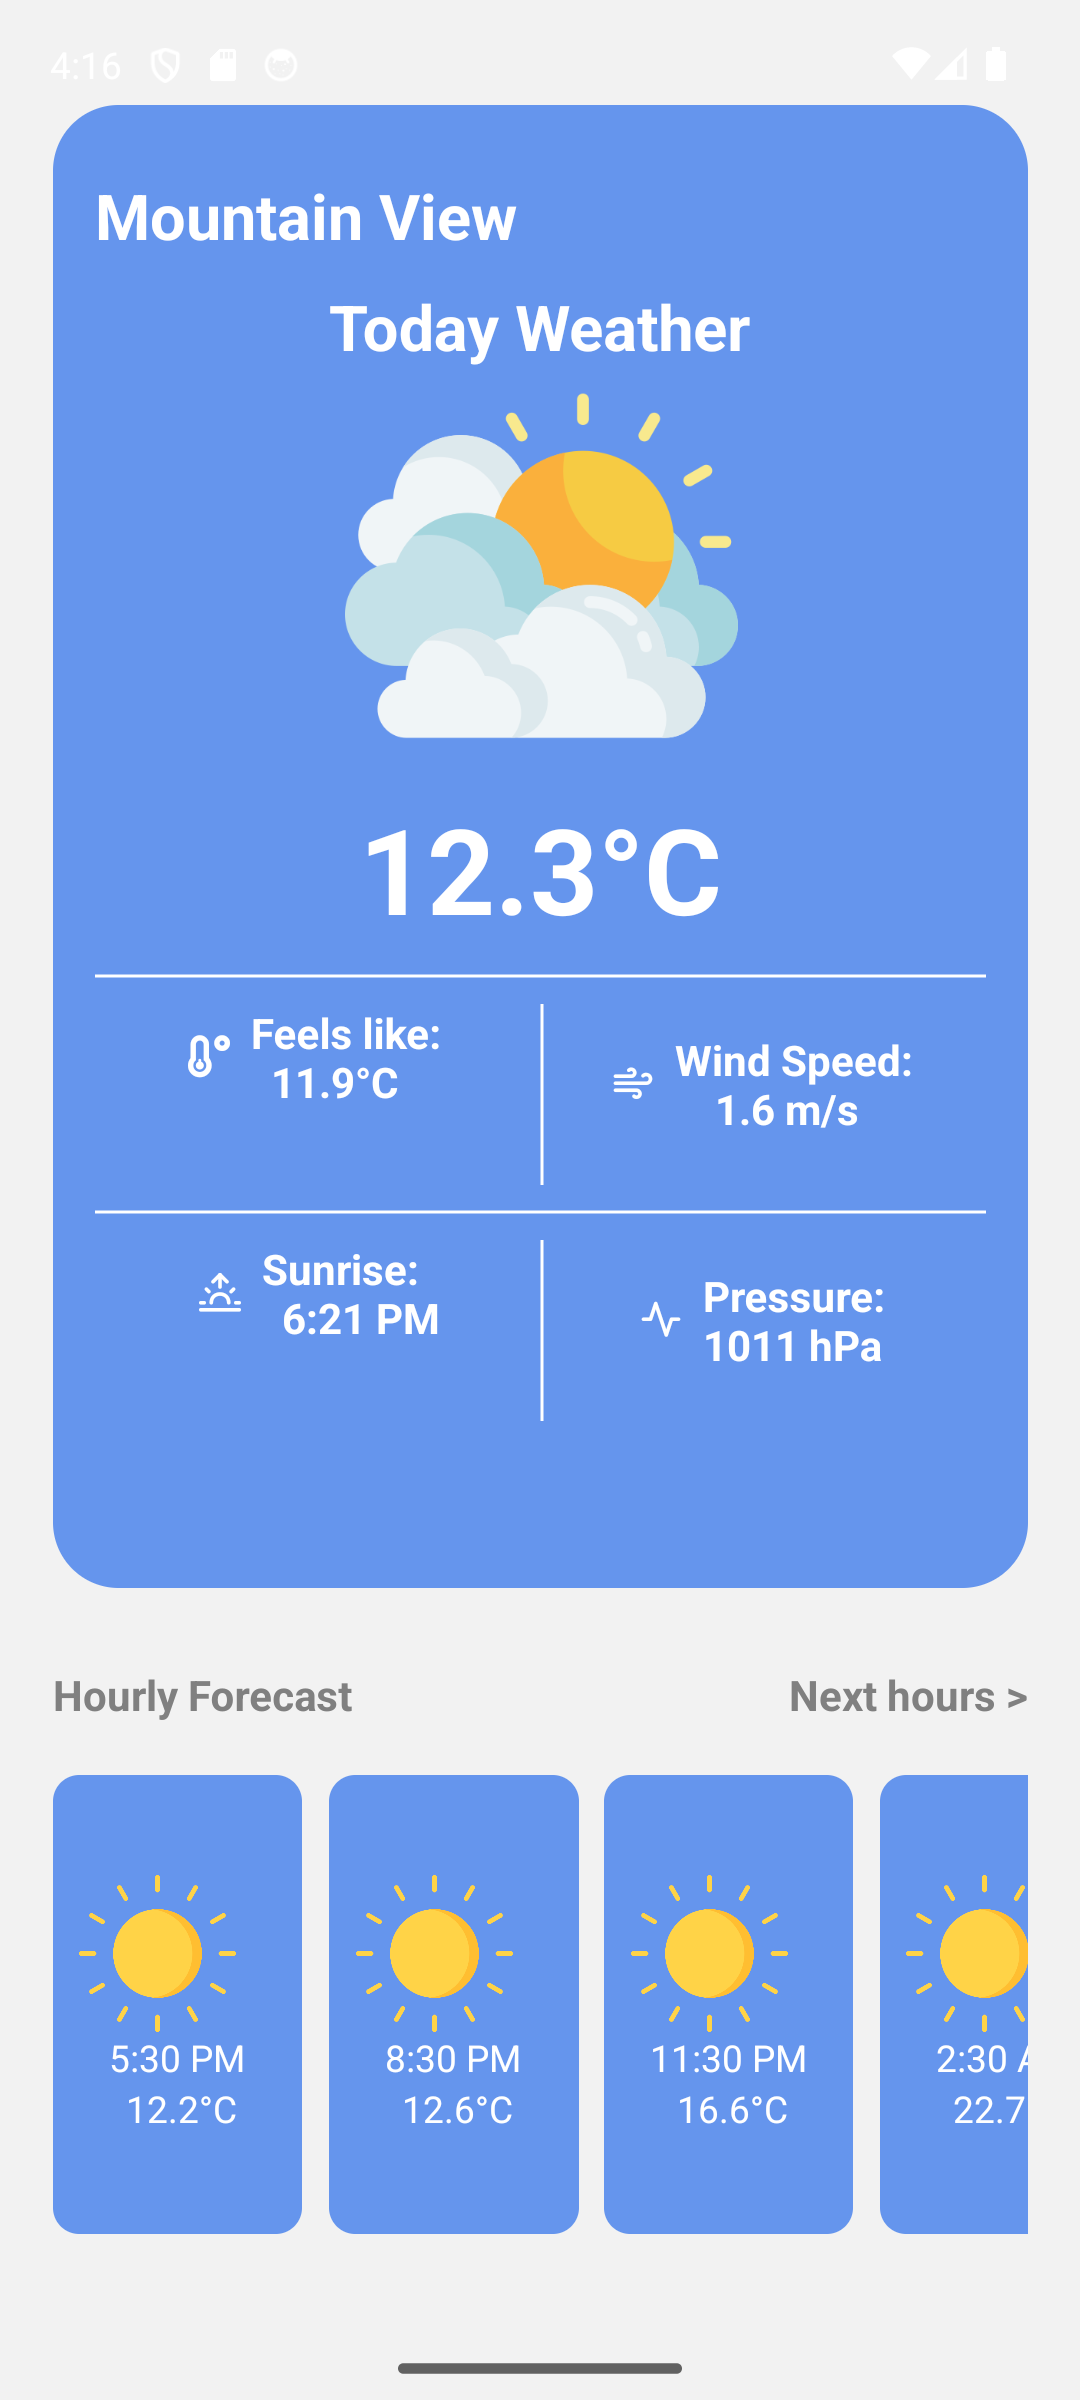 4:16
Mountain View
Today Weather
12.3°C
Feels like:
11.9°C
Wind Speed:
1.6 m/s
Sunrise:
6:21 PM
Pressure:
1011 hPa
Hourly Forecast
Next hours >
5:30 PM
12.2°C
8:30 PM
12.6°C
11:30 PM
16.6°C
2:30
22.7